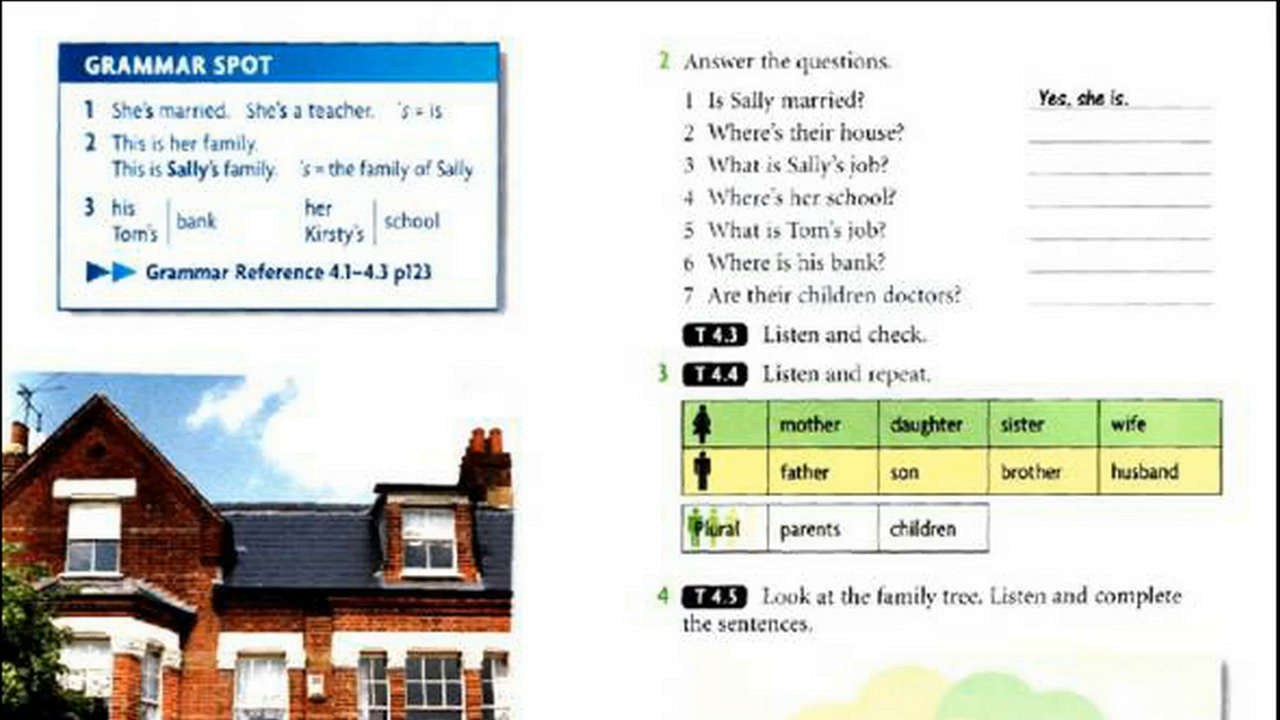 GRAMMAR SPOT
1 She's married. She's a teacher. 's = is
2 This is her family.
This is Sally's family. 's = the family of Sally
3 his
Tom's
bank
her
Kirsty's
school
Grammar Reference 4.1–4.3 p123
2 Answer the questions.
1 Is Sally married? Yes, she is.
2 Where's their house?
3 What is Sally's job?
4 Where's her school?
5 What is Tom's job?
6 Where is his bank?
7 Are their children doctors?
T 4.3 Listen and check.
3 T 4.4 Listen and repeat.
mother daughter sister wife
father son brother husband
Plural parents children
4 T 4.5 Look at the family tree. Listen and complete
the sentences.